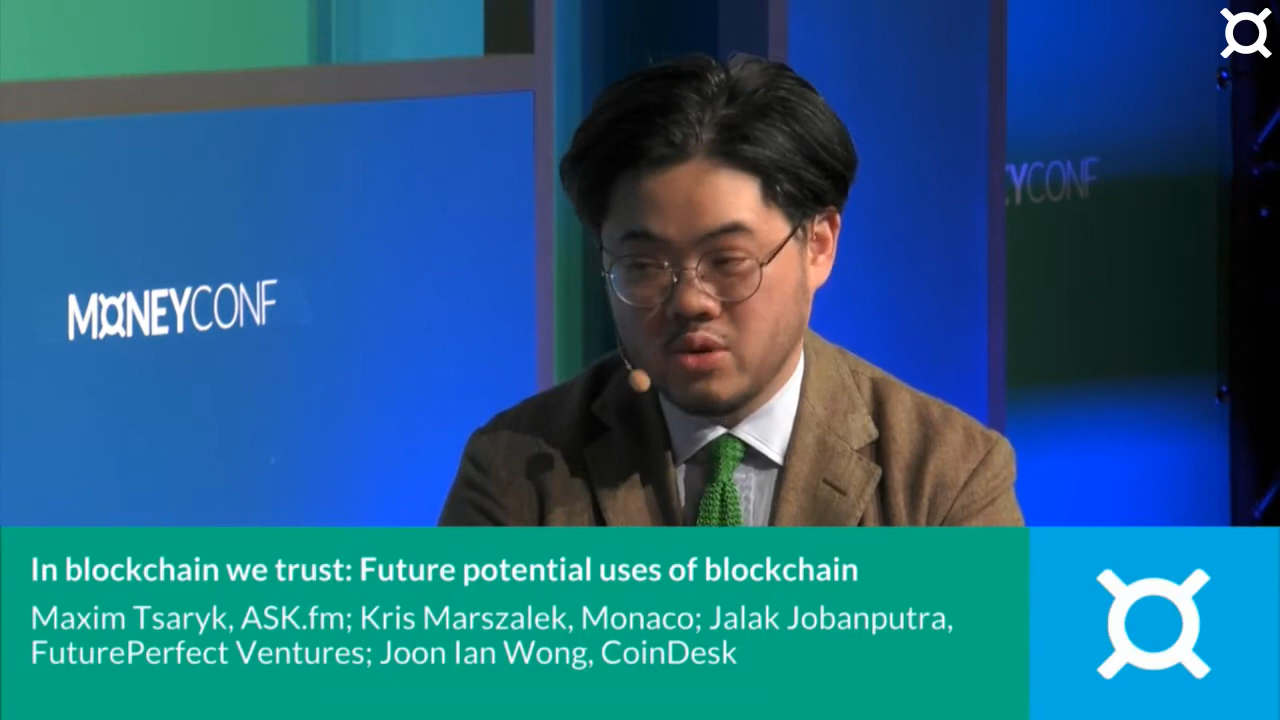 MONEYCONF
YCONF
In blockchain we trust: Future potential uses of blockchain
Maxim Tsaryk, ASK.fm; Kris Marszalek, Monaco; Jalak Jobanputra,
FuturePerfect Ventures; Joon Ian Wong, CoinDesk